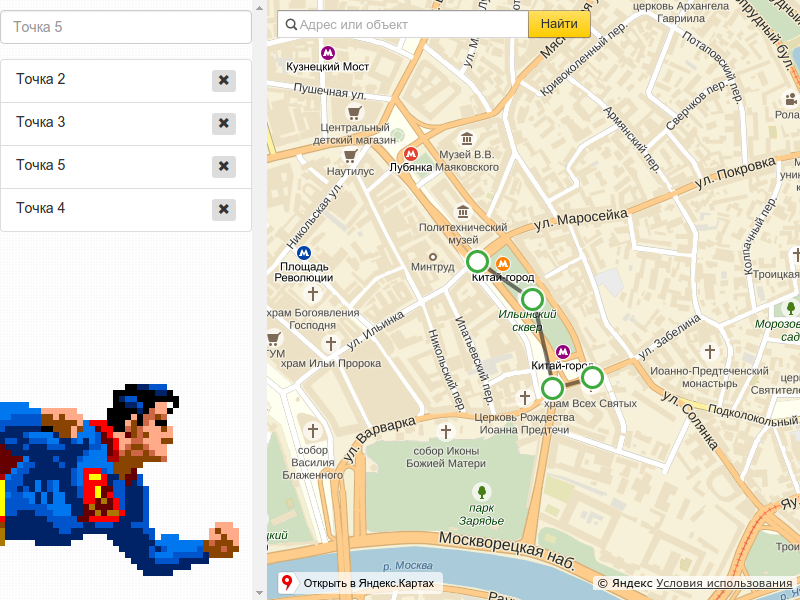 Точка 5
Точка 2
Точка 3
Точка 5
Точка 4
Адрес или объект
Найти
церковь Архангела
Гавриила
Кузнецкий Мост
Пушечная ул.
Центральный
детский магазин
Наутилус
Лубянка
Музей В.В.
Маяковского
Кривоколенный пер.
Потаповский пер.
Сверчков пер.
Армянский пер.
ул. Покровка
ул. Маросейка
Колпачный пер.
Никольская ул.
Политехнический
музей
Минтруд
Китай-город
Площадь
Революции
храм Богоявления
Господня
ул. Ильинка
храм Ильи Пророка
Ильинский
сквер
Никольский пер.
Ипатьевский пер.
Китай-город
ул. Забелина
Иоанно-Предтеченский
монастырь
храм Всех Святых
Церковь Рождества
Иоанна Предтечи
ул. Солянка
Подколокольный
ул. Варварка
собор
Василия
Блаженного
собор Иконы
Божией Матери
парк
Зарядье
Москворецкая наб.
р. Москва
Открыть в Яндекс.Картах
© Яндекс Условия использования